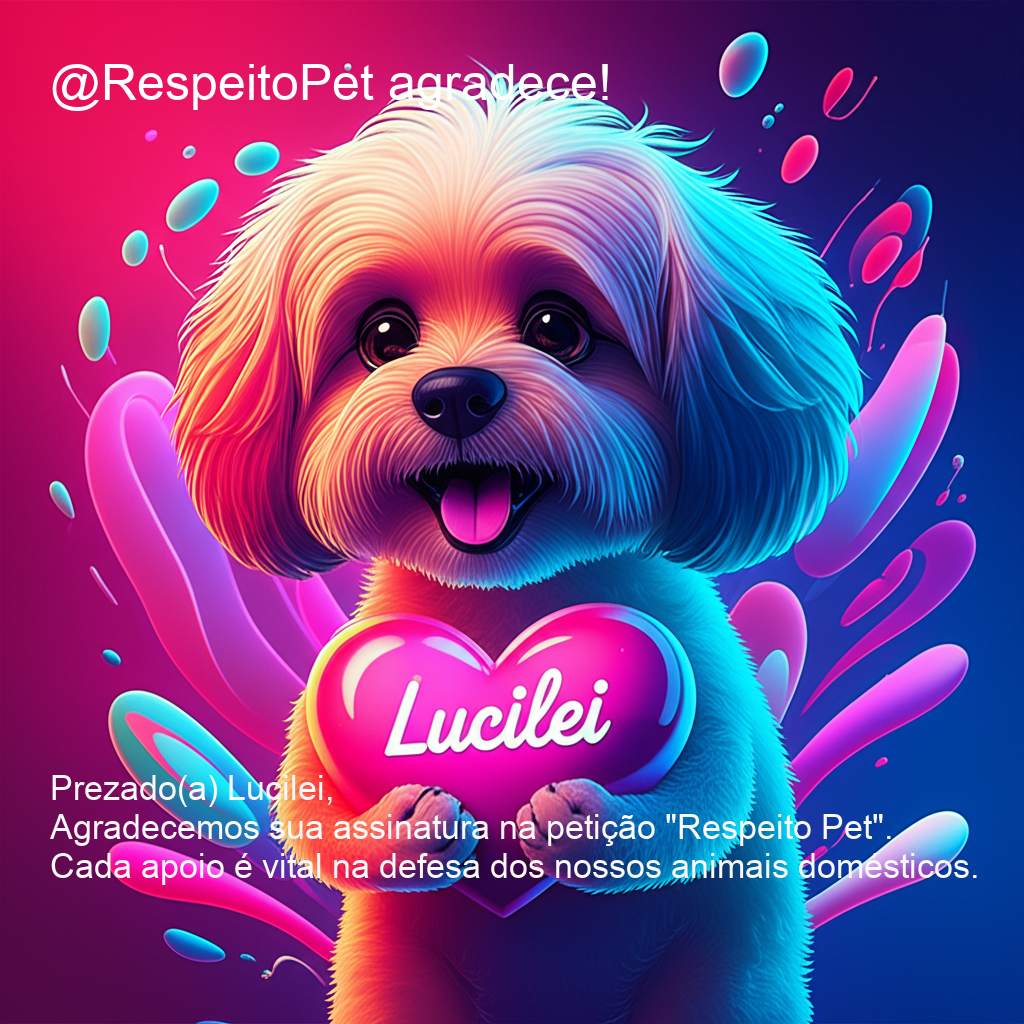 @RespeitoPet agradece!
Lucilei
Prezado(a) Lucilei,
Agradecemos sua assinatura na petição "Respeito Pet".
Cada apoio é vital na defesa dos nossos animais domésticos.